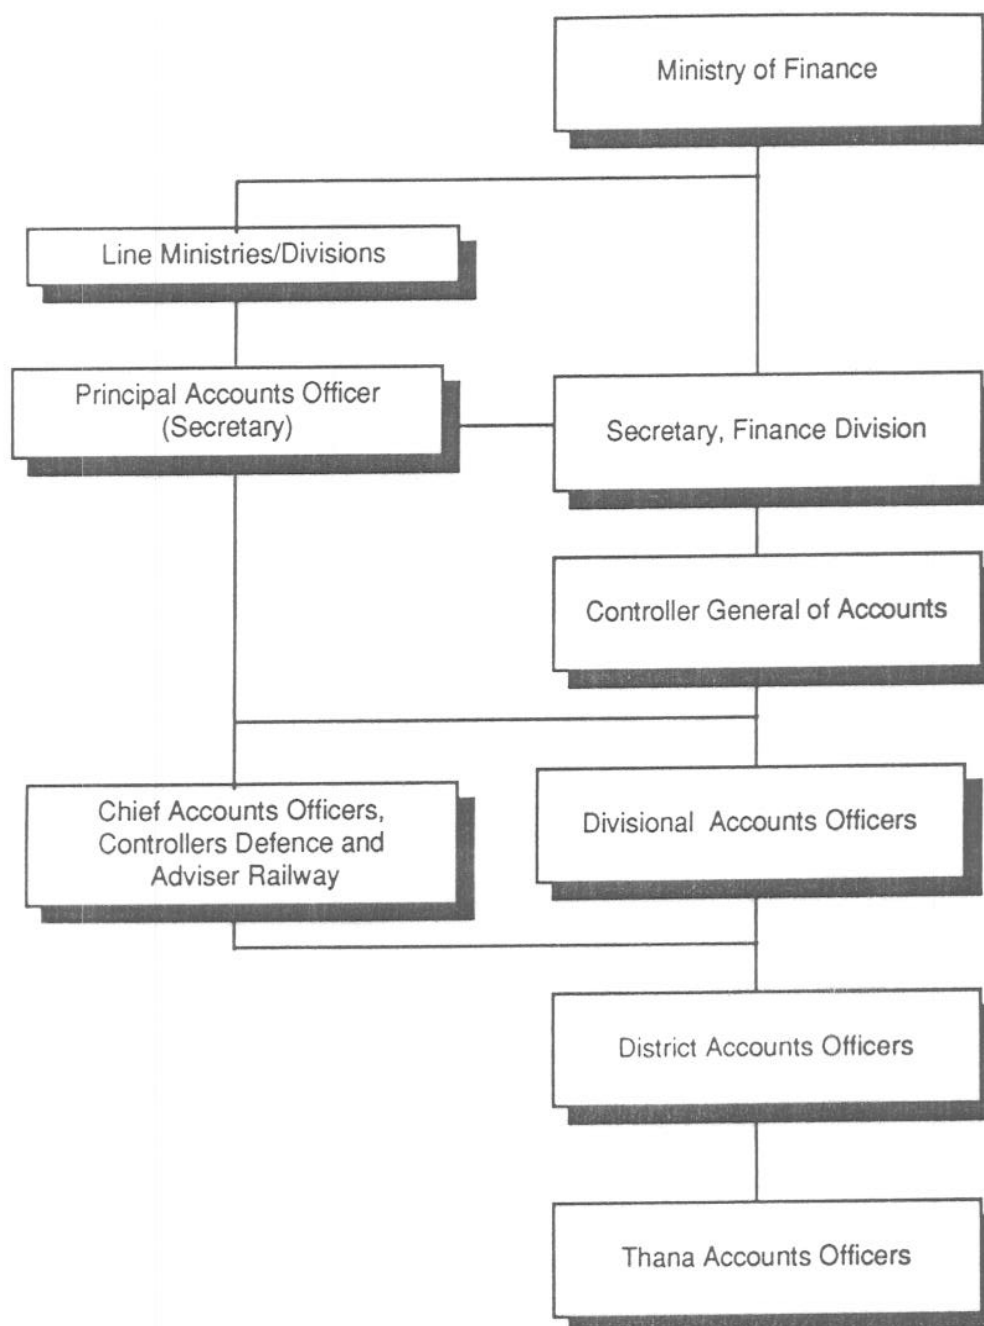 Ministry of Finance
Line Ministries/Divisions
Principal Accounts Officer
(Secretary)
Secretary, Finance Division
Controller General of Accounts
Chief Accounts Officers,
Controllers Defence and
Adviser Railway
Divisional Accounts Officers
District Accounts Officers
Thana Accounts Officers